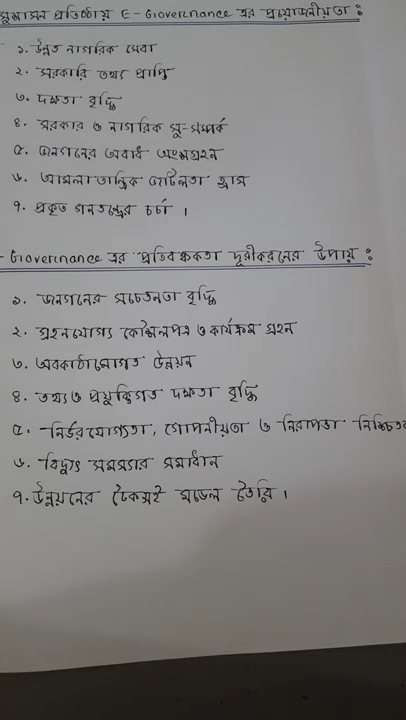 সুশাসন প্রতিষ্ঠায় E-Governance এর প্রয়োজনীয়তা :
১. উন্নত নাগরিক সেবা
২. সরকারি তথ্য প্রাপ্তি
৩. দক্ষতা বৃদ্ধি
৪. সরকার ও নাগরিক সু-সম্পর্ক
৫. জনগনের অবাধ অংশগ্রহন
৬. আমলাতান্ত্রিক জটিলতা হ্রাস
৭. প্রকৃত গনতন্ত্রের চর্চা ।
- Governance এর প্রতিবন্ধকতা দূরীকরনের উপায় :
১. জনগনের সচেতনতা বৃদ্ধি
২. গ্রহনযোগ্য কৌশলপত্র ও কার্যক্রম গ্রহন
৩. অবকাঠামোগত উন্নয়ন
৪. তথ্য ও প্রযুক্তিগত দক্ষতা বৃদ্ধি
৫. নির্ভরযোগ্যতা, গোপনীয়তা ও নিরাপত্তা নিশ্চিত
৬. বিদ্যুৎ সমস্যার সমাধান
৭. উন্নয়নের টেকসই মডেল তৈরি ।